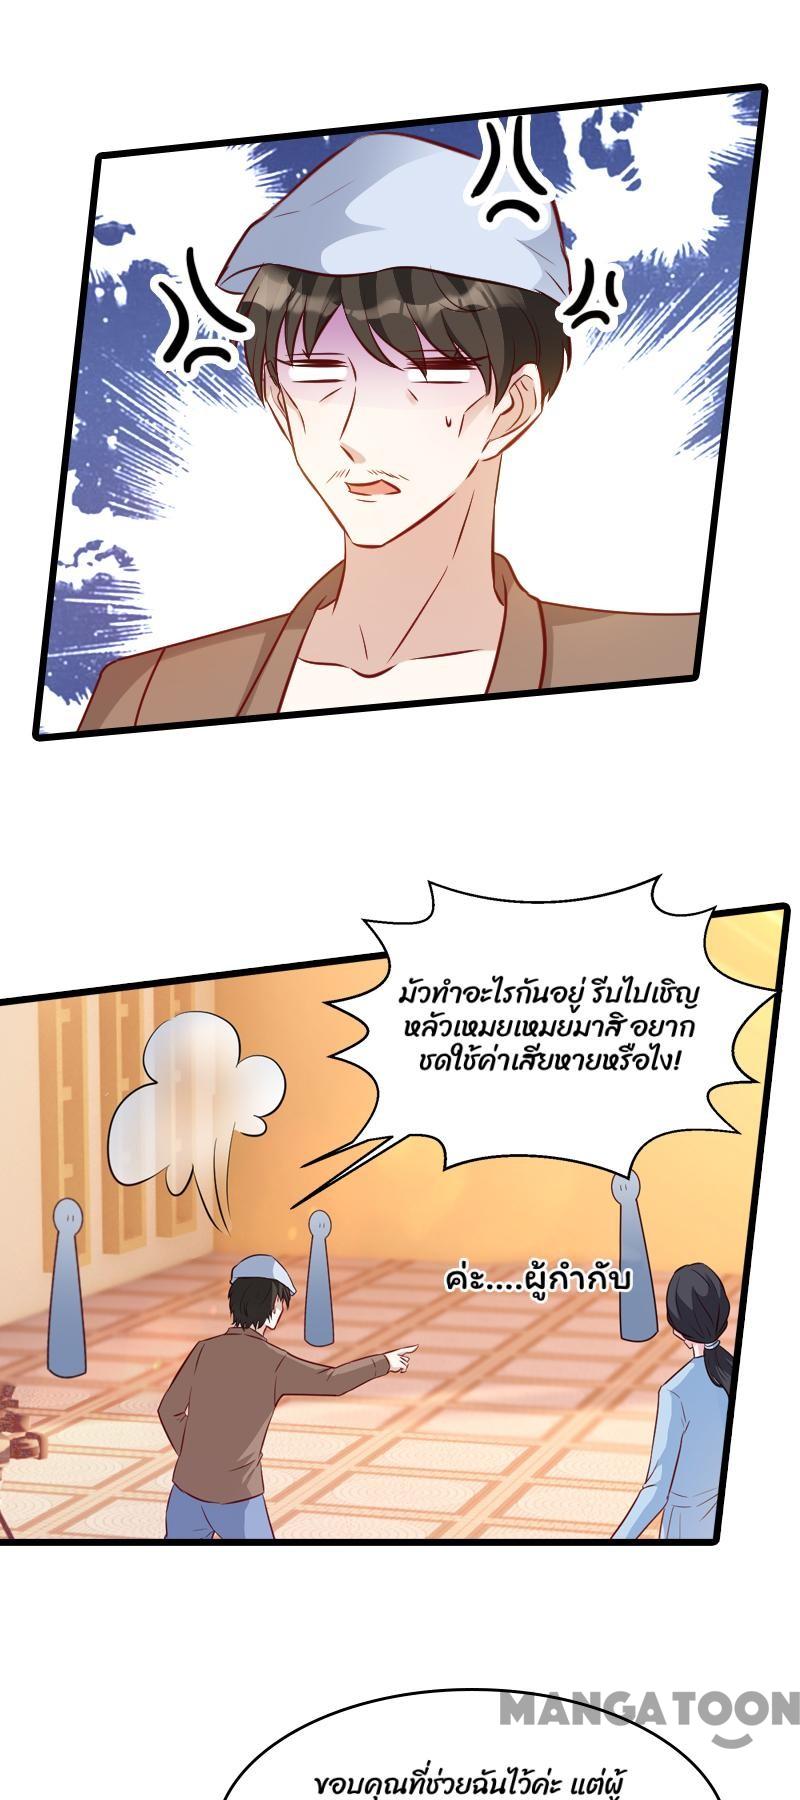 มัวทำอะไรกันอยู่ รีบไปเชิญ
หลัวเหมยเหมยมาสิ อยาก
ชดใช้ค่าเสียหายหรือไง!
ค่ะ....ผู้กำกับ
MANGATOON
ขอบคุณที่ช่วยฉันไว้ค่ะ แต่ผู้